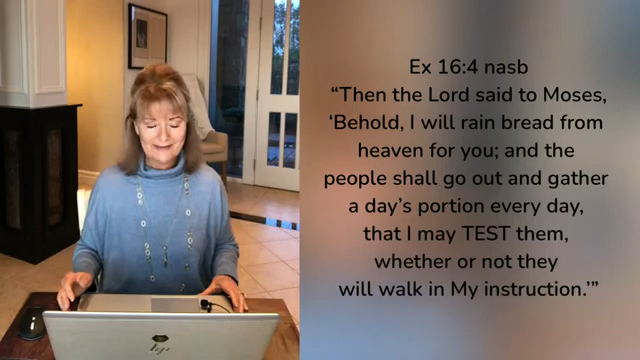 Ex 16:4 nasb
“Then the Lord said to Moses,
‘Behold, I will rain bread from
heaven for you; and the
people shall go out and gather
a day’s portion every day,
that I may TEST them,
whether or not they
will walk in My instruction.’”
hp